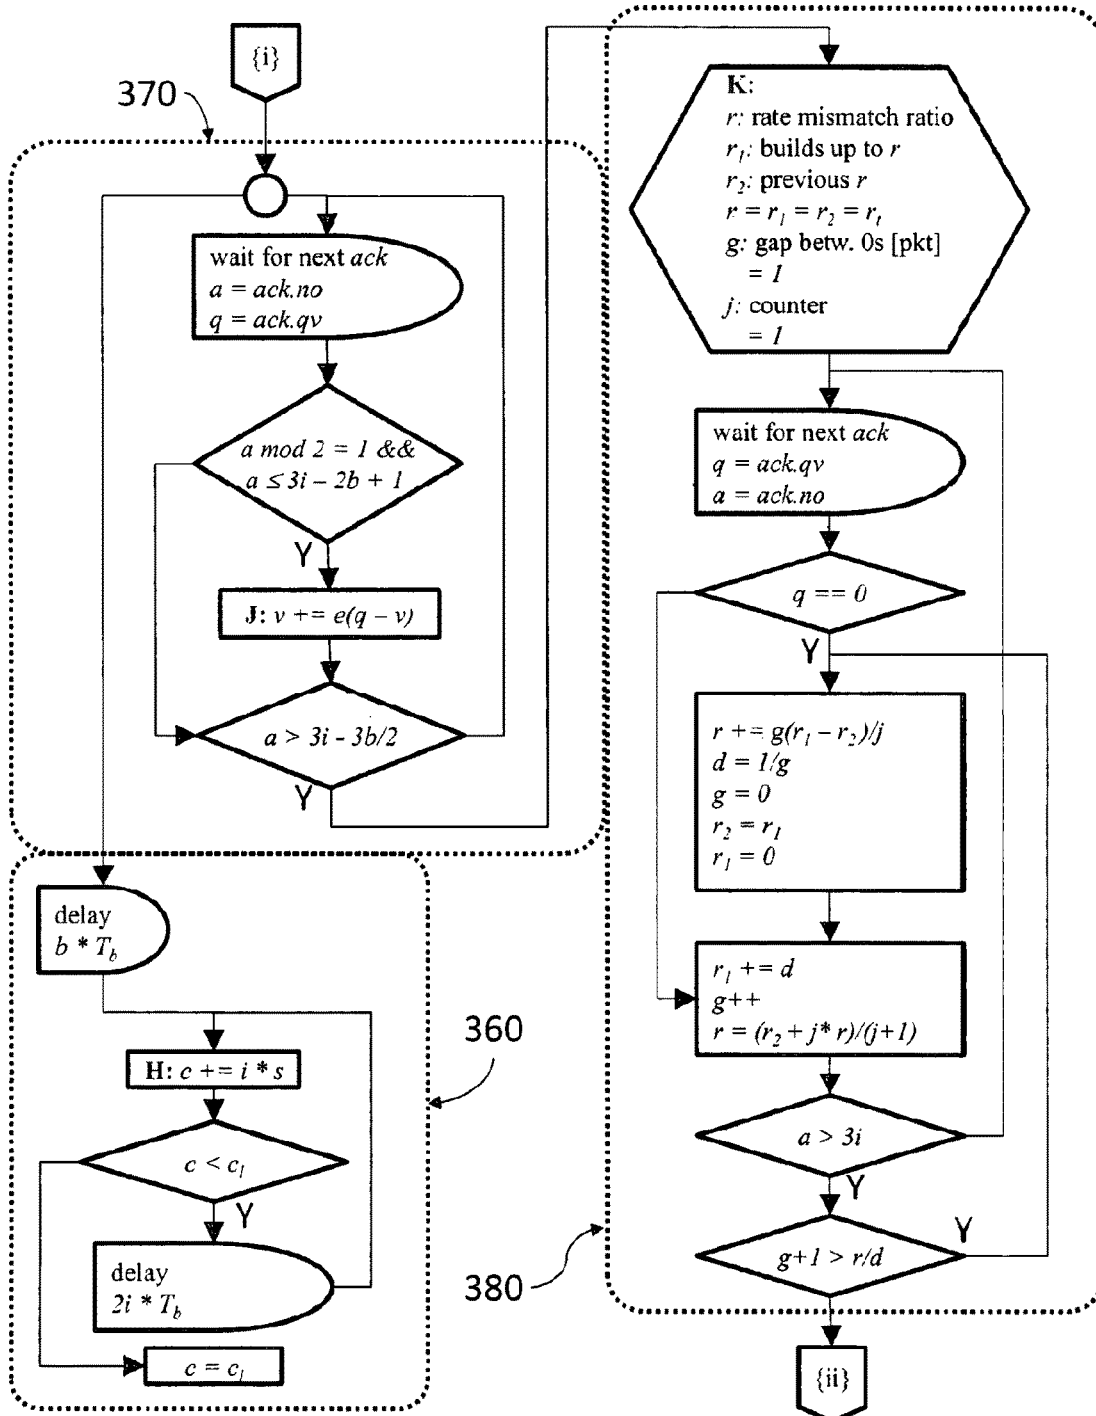 {i}
370
wait for next ack
a = ack.no
q = ack.qv
a mod 2 = 1 &&
a ≤ 3i – 2b + 1
Y
J: v += e(q – v)
a > 3i - 3b/2
Y
delay
b * T_b
H: c += i * s
c < c_l
Y
delay
2i * T_b
c = c_l
360
K:
r: rate mismatch ratio
r_1: builds up to r
r_2: previous r
r = r_1 = r_2 = r_t
g: gap betw. 0s [pkt]
= 1
j: counter
= 1
wait for next ack
q = ack.qv
a = ack.no
q == 0
Y
r += g(r_1 – r_2)/j
d = 1/g
g = 0
r_2 = r_1
r_1 = 0
r_1 += d
g++
r = (r_2 + j* r)/(j+1)
a > 3i
Y
g+1 > r/d
Y
380
{ii}